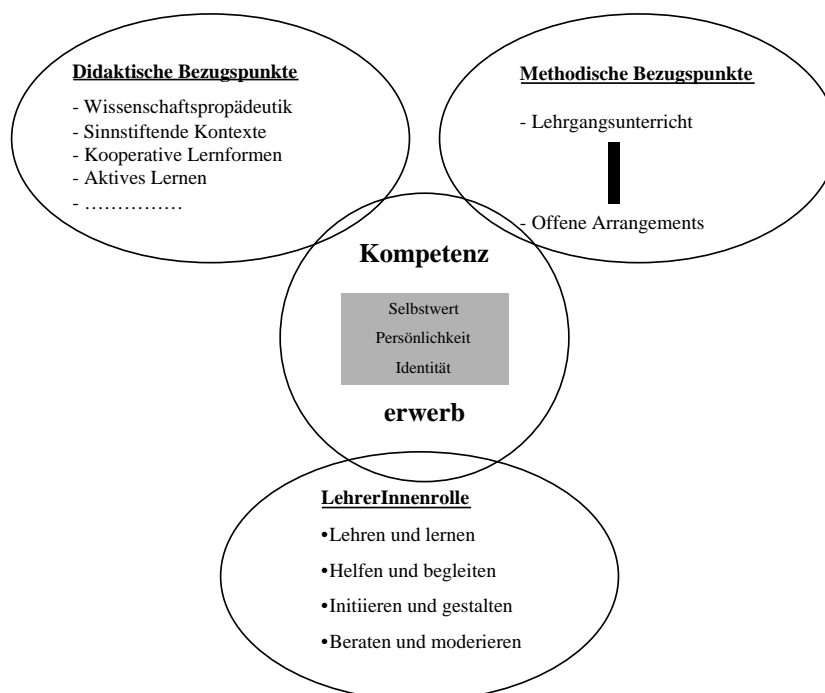 Didaktische Bezugspunkte
- Wissenschaftspropädeutik
- Sinnstiftende Kontexte
- Kooperative Lernformen
- Aktives Lernen
- ……………
Methodische Bezugspunkte
- Lehrgangsunterricht
- Offene Arrangements
Kompetenz
Selbstwert
Persönlichkeit
Identität
erwerb
LehrerInnenrolle
•Lehren und lernen
•Helfen und begleiten
•Initiieren und gestalten
•Beraten und moderieren